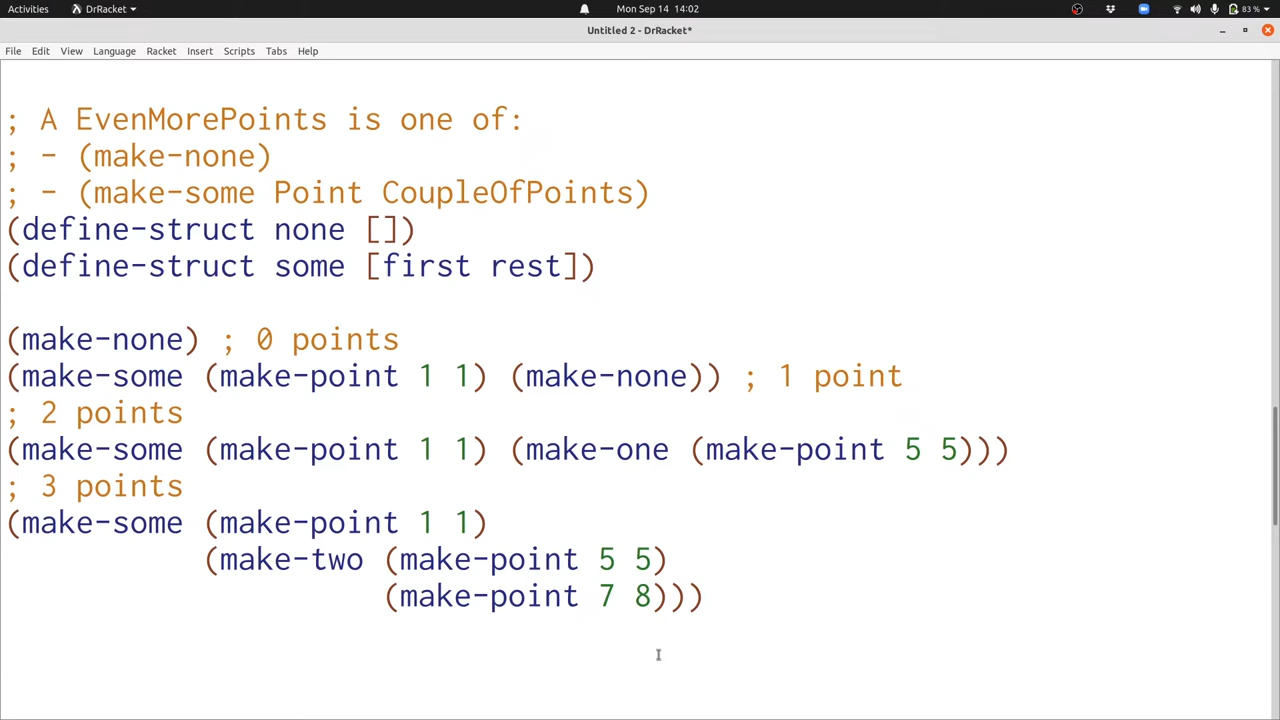 Activities DrRacket Mon Sep 14 14:02 83 %
Untitled 2 - DrRacket*
File Edit View Language Racket Insert Scripts Tabs Help
; A EvenMorePoints is one of:
; - (make-none)
; - (make-some Point CoupleOfPoints)
(define-struct none [])
(define-struct some [first rest])
(make-none) ; 0 points
(make-some (make-point 1 1) (make-none)) ; 1 point
; 2 points
(make-some (make-point 1 1) (make-one (make-point 5 5)))
; 3 points
(make-some (make-point 1 1)
(make-two (make-point 5 5)
(make-point 7 8)))